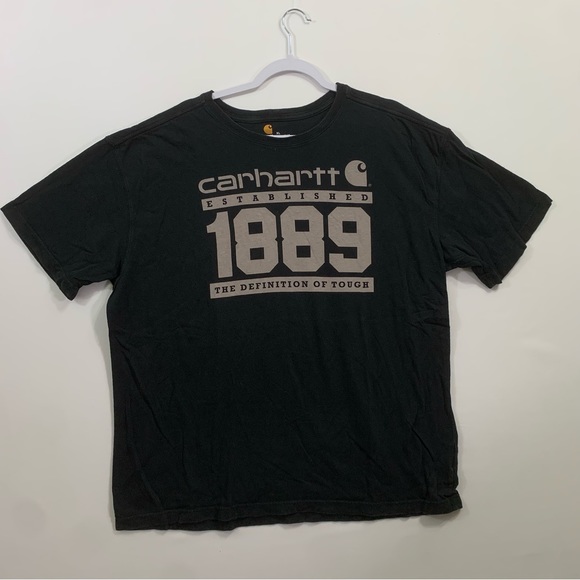 carhartt
ESTABLISHED
1889
THE DEFINITION OF TOUGH